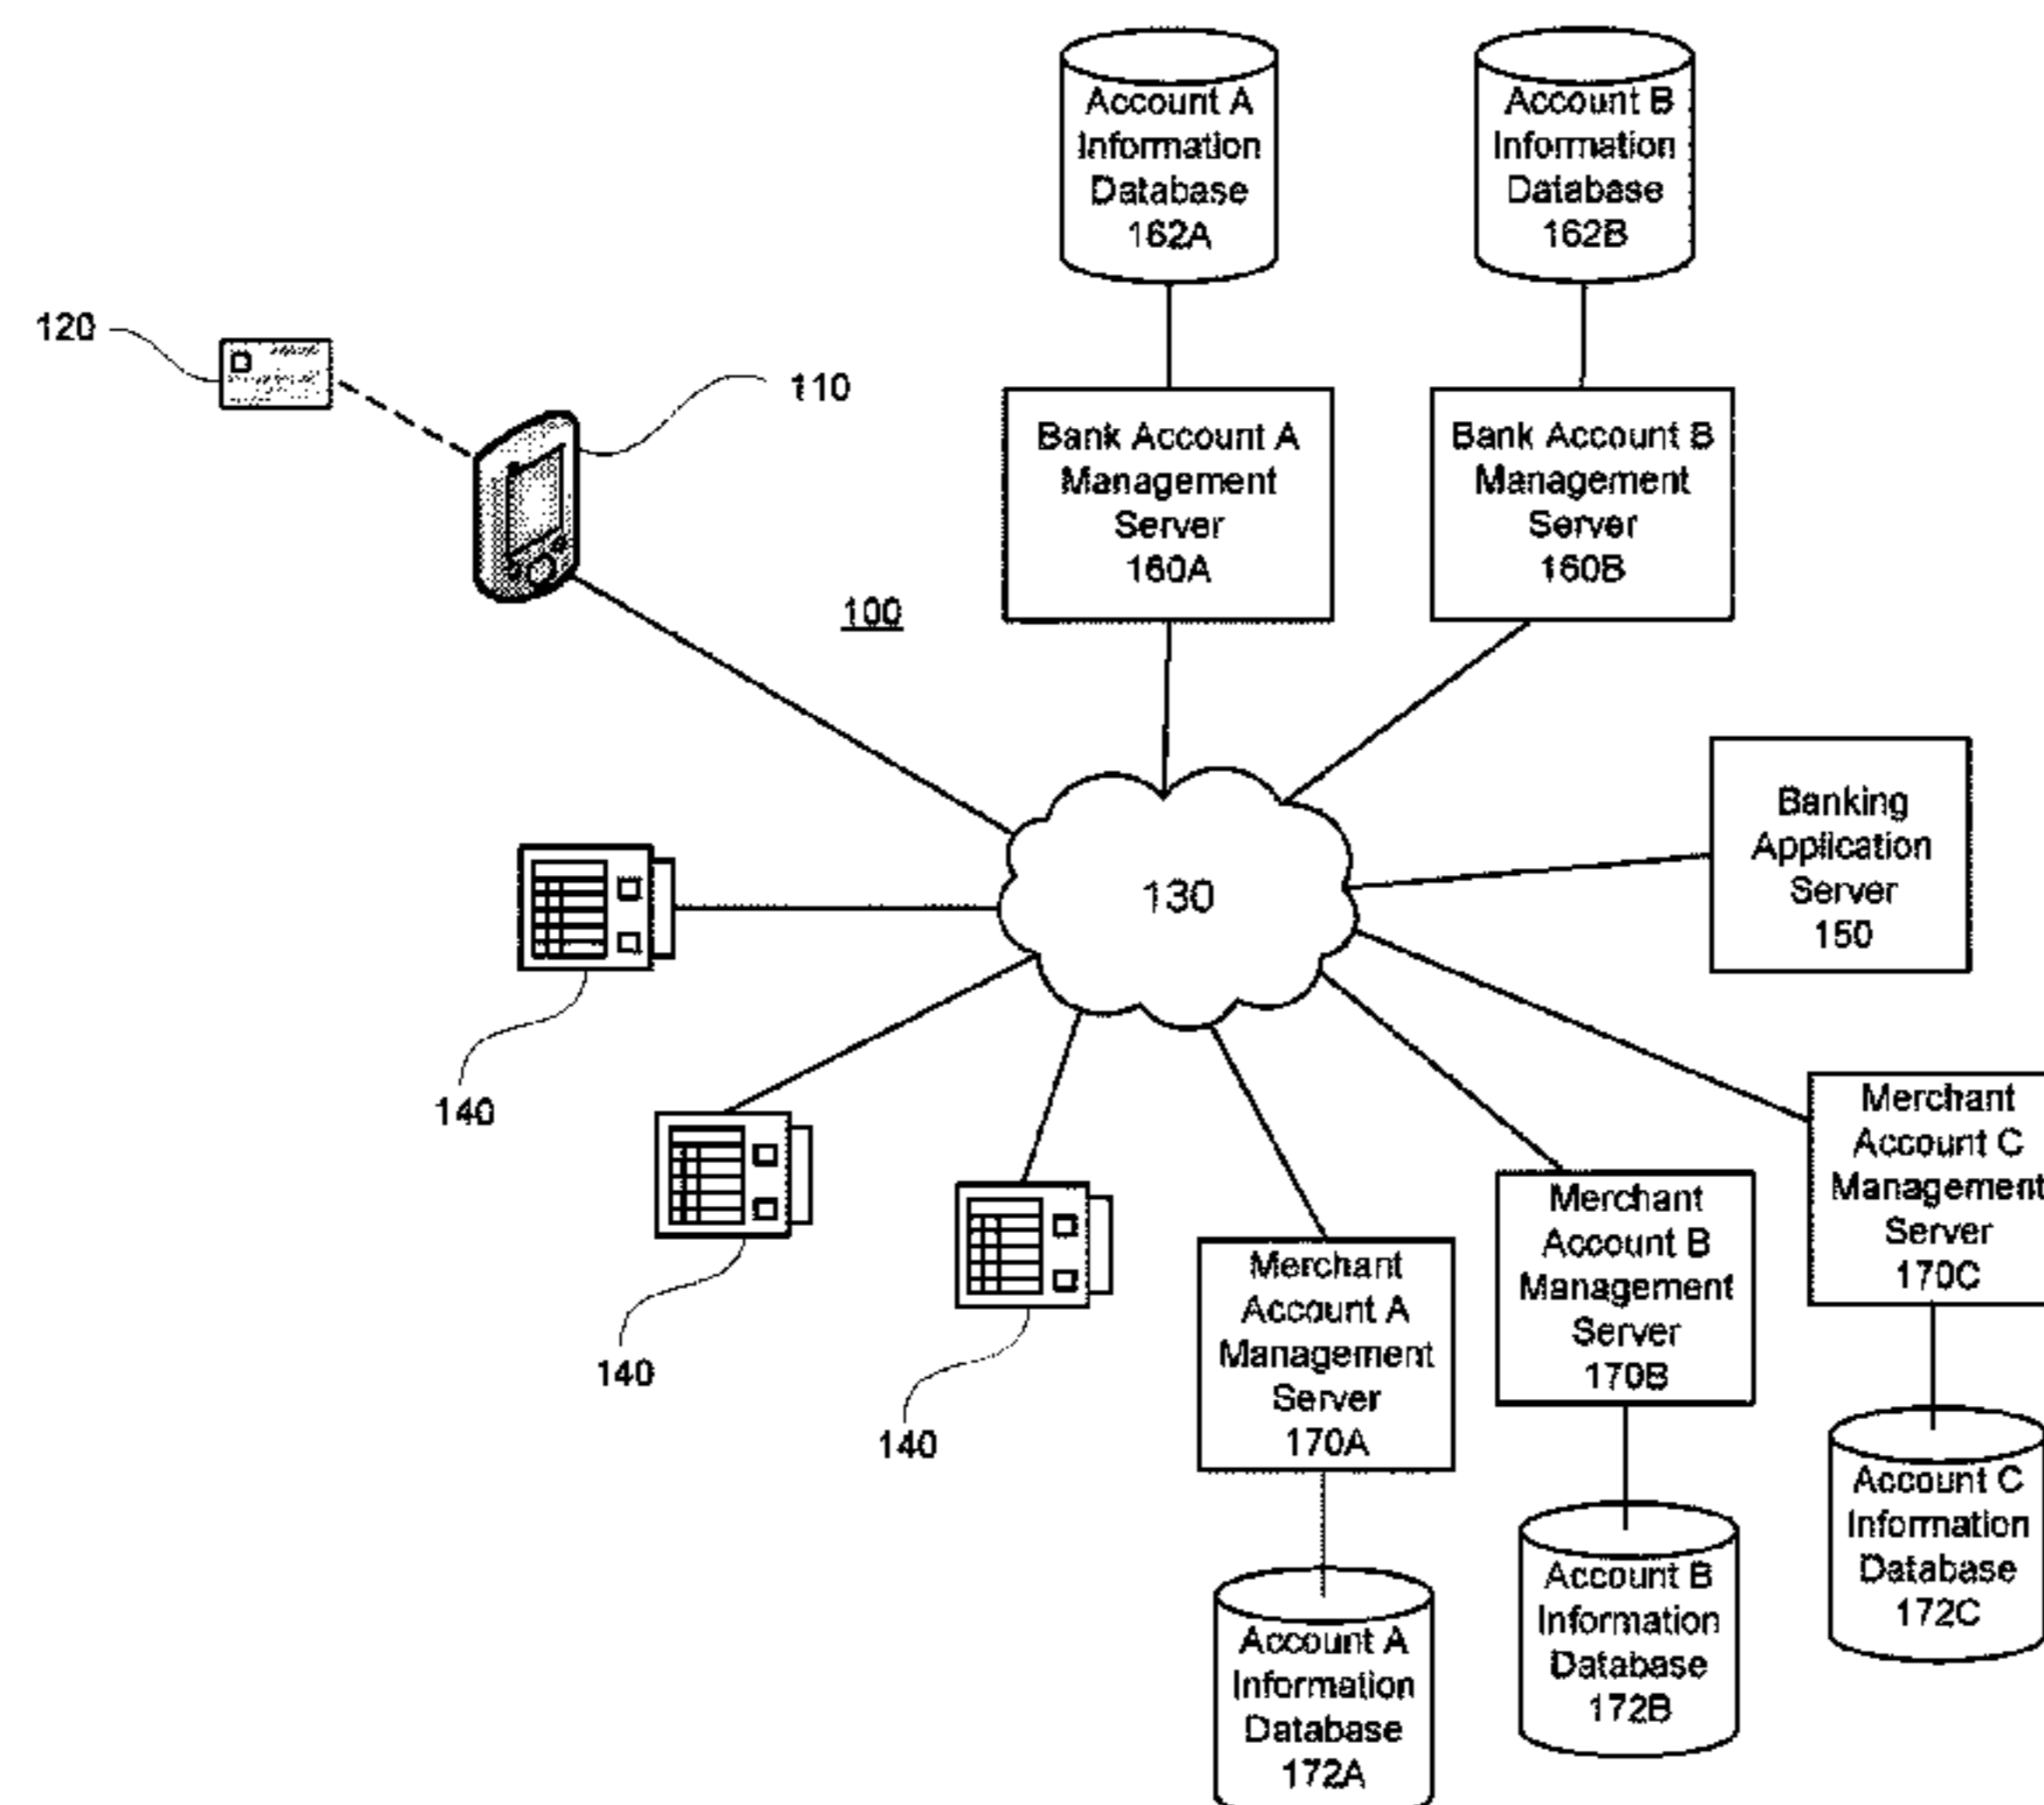 Account A
Information
Database
162A
Account B
Information
Database
162B
120
110
Bank Account A
Management
Server
160A
Bank Account B
Management
Server
160B
100
Banking
Application
Server
150
130
140
140
140
Merchant
Account A
Management
Server
170A
Merchant
Account B
Management
Server
170B
Merchant
Account C
Management
Server
170C
Account A
Information
Database
172A
Account B
Information
Database
172B
Account C
Information
Database
172C